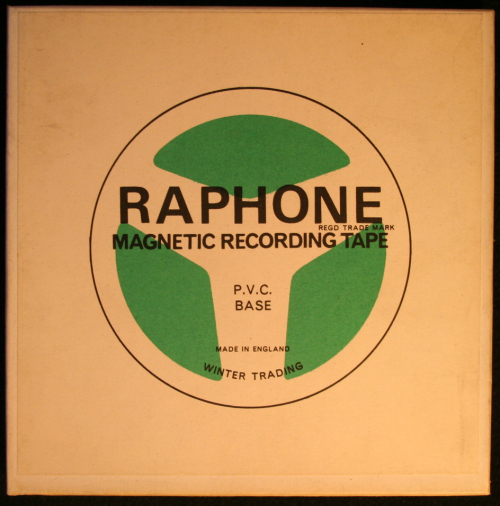 RAPHONE
REGD TRADE MARK
MAGNETIC RECORDING TAPE
P.V.C.
BASE
MADE IN ENGLAND
WINTER TRADING